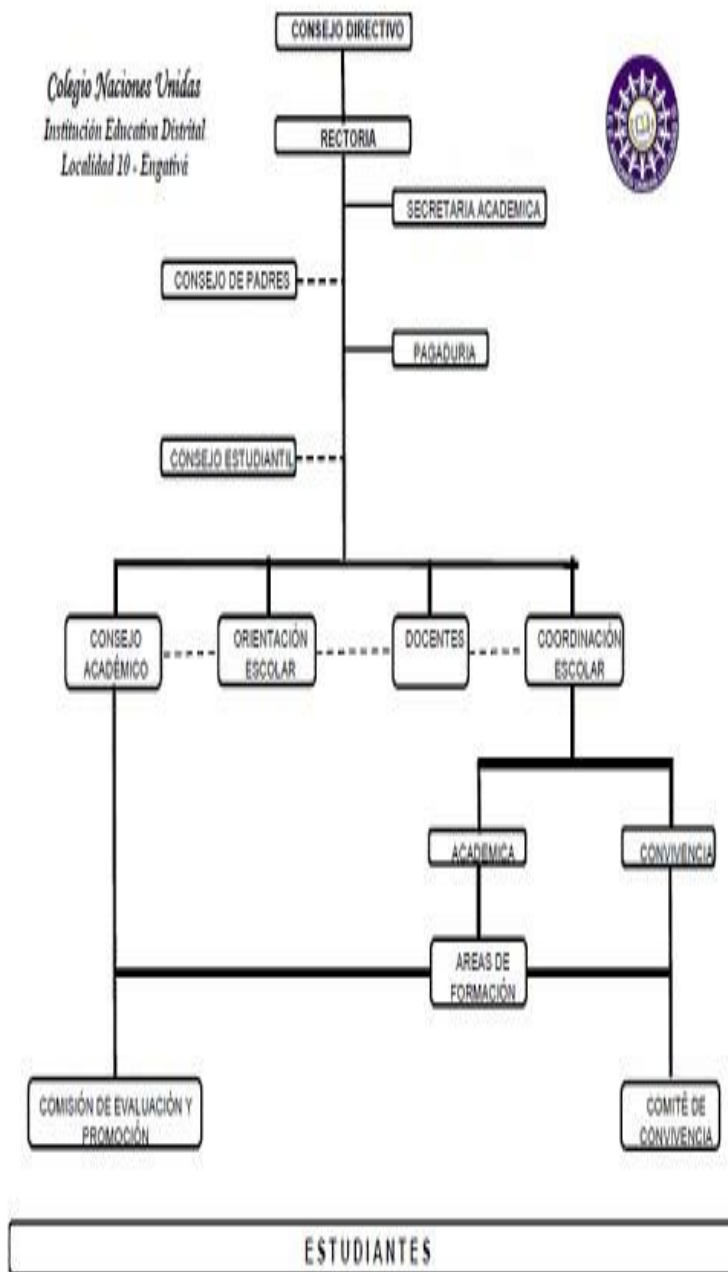 CONSEJO DIRECTIVO
Colegio Naciones Unidas
Institución Educativa Distrital
Localidad 10 - Engativá
RECTORIA
SECRETARIA ACADEMICA
CONSEJO DE PADRES
PAGADURIA
CONSEJO ESTUDIANTIL
CONSEJO
ACADÉMICO
ORIENTACIÓN
ESCOLAR
DOCENTES
COORDINACIÓN
ESCOLAR
ACADEMICA
CONVIVENCIA
AREAS DE
FORMACIÓN
COMISIÓN DE EVALUACIÓN Y
PROMOCIÓN
COMITÉ DE
CONVIVENCIA
ESTUDIANTES